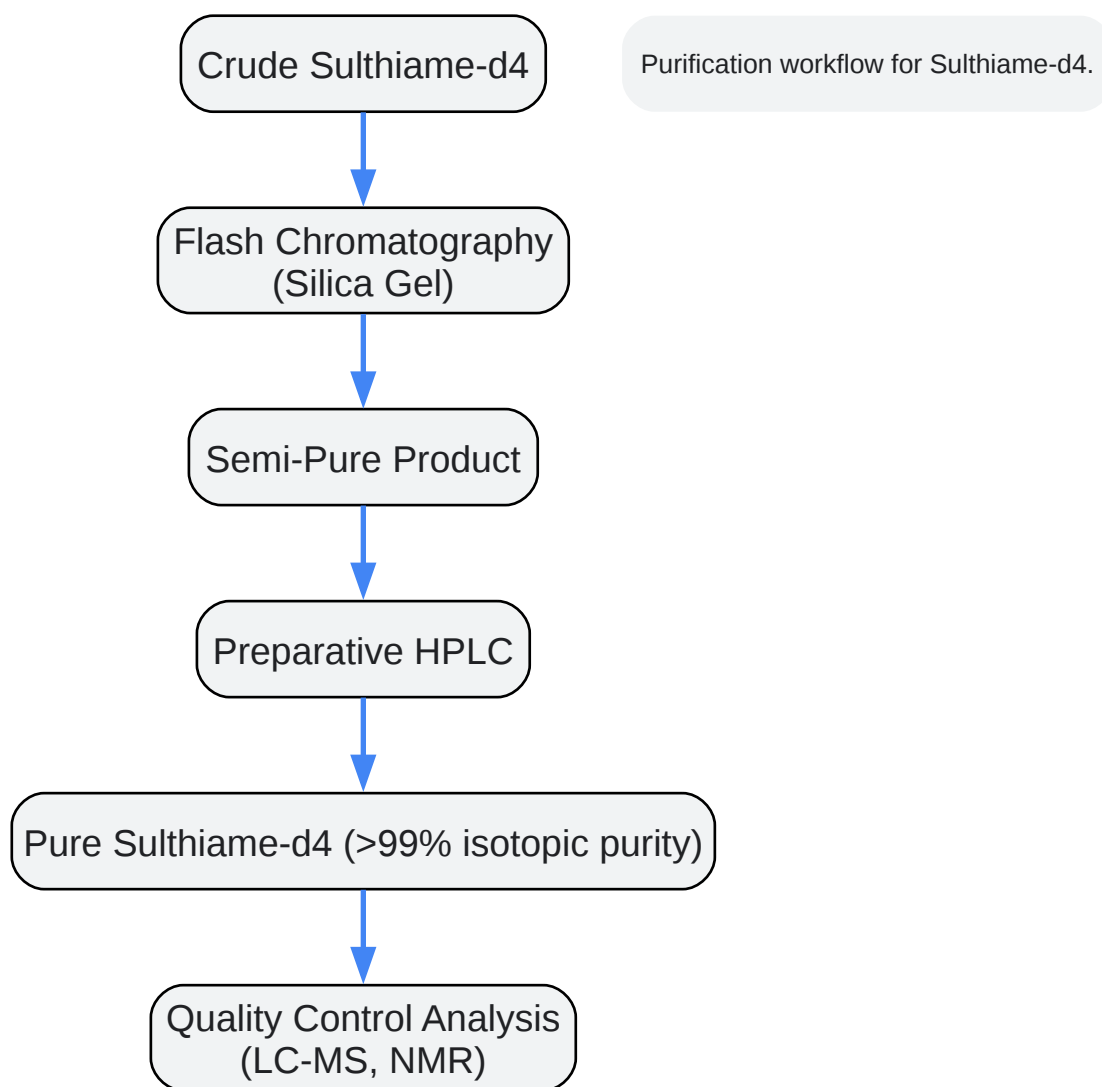 Crude Sulthiame-d4
Purification workflow for Sulthiame-d4.
Flash Chromatography
(Silica Gel)
Semi-Pure Product
Preparative HPLC
Pure Sulthiame-d4 (>99% isotopic purity)
Quality Control Analysis
(LC-MS, NMR)